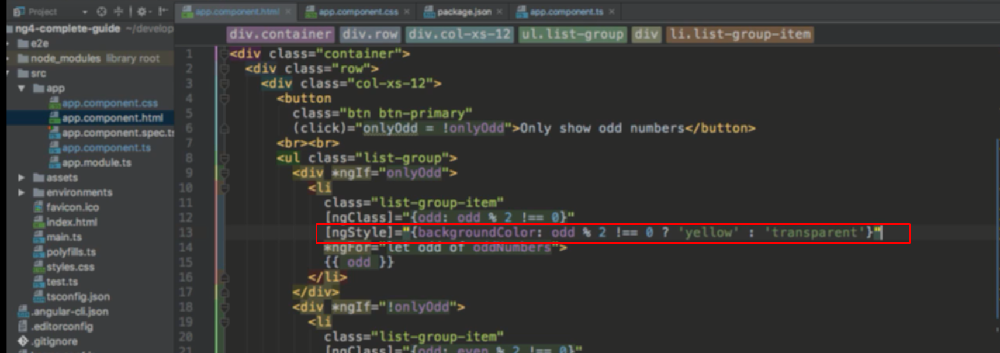 Project
app.component.html
app.component.css
package.json
app.component.ts
ng4-complete-guide ~/develop
div.container div.row div.col-xs-12 ul.list-group div li.list-group-item
e2e
node_modules library root
src
app
app.component.css
app.component.html
app.component.spec.ts
app.component.ts
app.module.ts
assets
environments
favicon.ico
index.html
main.ts
polyfills.ts
styles.css
test.ts
tsconfig.json
.angular-cli.json
.editorconfig
.gitignore
1 <div class="container">
2 <div class="row">
3 <div class="col-xs-12">
4 <button
5 class="btn btn-primary"
6 (click)="onlyOdd = !onlyOdd">Only show odd numbers</button>
7 <br><br>
8 <ul class="list-group">
9 <div *ngIf="onlyOdd">
10 <li
11 class="list-group-item"
12 [ngClass]="{odd: odd % 2 !== 0}"
13 [ngStyle]="{backgroundColor: odd % 2 !== 0 ? 'yellow' : 'transparent'}"
14 *ngFor="let odd of oddNumbers">
15 {{ odd }}
16 </li>
17 </div>
18 <div *ngIf="!onlyOdd">
19 <li
20 class="list-group-item"
21 [ngClass]="{odd: even % 2 !== 0}"